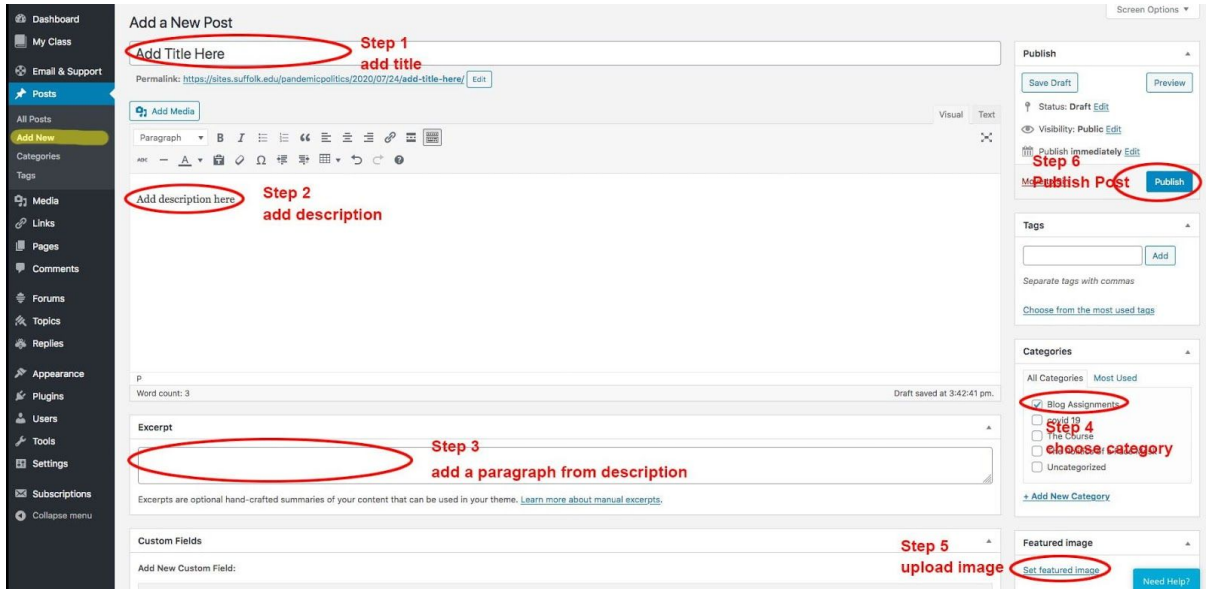 Dashboard
My Class
Email & Support
Posts
All Posts
Add New
Categories
Tags
Media
Links
Pages
Comments
Forums
Topics
Replies
Appearance
Plugins
Users
Tools
Settings
Subscriptions
Collapse menu
Screen Options
Add a New Post
Add Title Here
Step 1
add title
Permalink: https://sites.suffolk.edu/pandemicpolitics/2020/07/24/add-title-here/ Edit
Add Media
Visual Text
Paragraph
Add description here
Step 2
add description
P
Word count: 3
Draft saved at 3:42:41 pm.
Excerpt
Step 3
add a paragraph from description
Excerpts are optional hand-crafted summaries of your content that can be used in your theme. Learn more about manual excerpts.
Custom Fields
Add New Custom Field:
Publish
Save Draft Preview
Status: Draft Edit
Visibility: Public Edit
Publish immediately Edit
Step 6
Publish Post
Publish
Tags
Add
Separate tags with commas
Choose from the most used tags
Categories
All Categories Most Used
Blog Assignments
covid 19
Step 4
The Course
choose category
Uncategorized
+ Add New Category
Featured image
Step 5
upload image
Set featured image
Need Help?